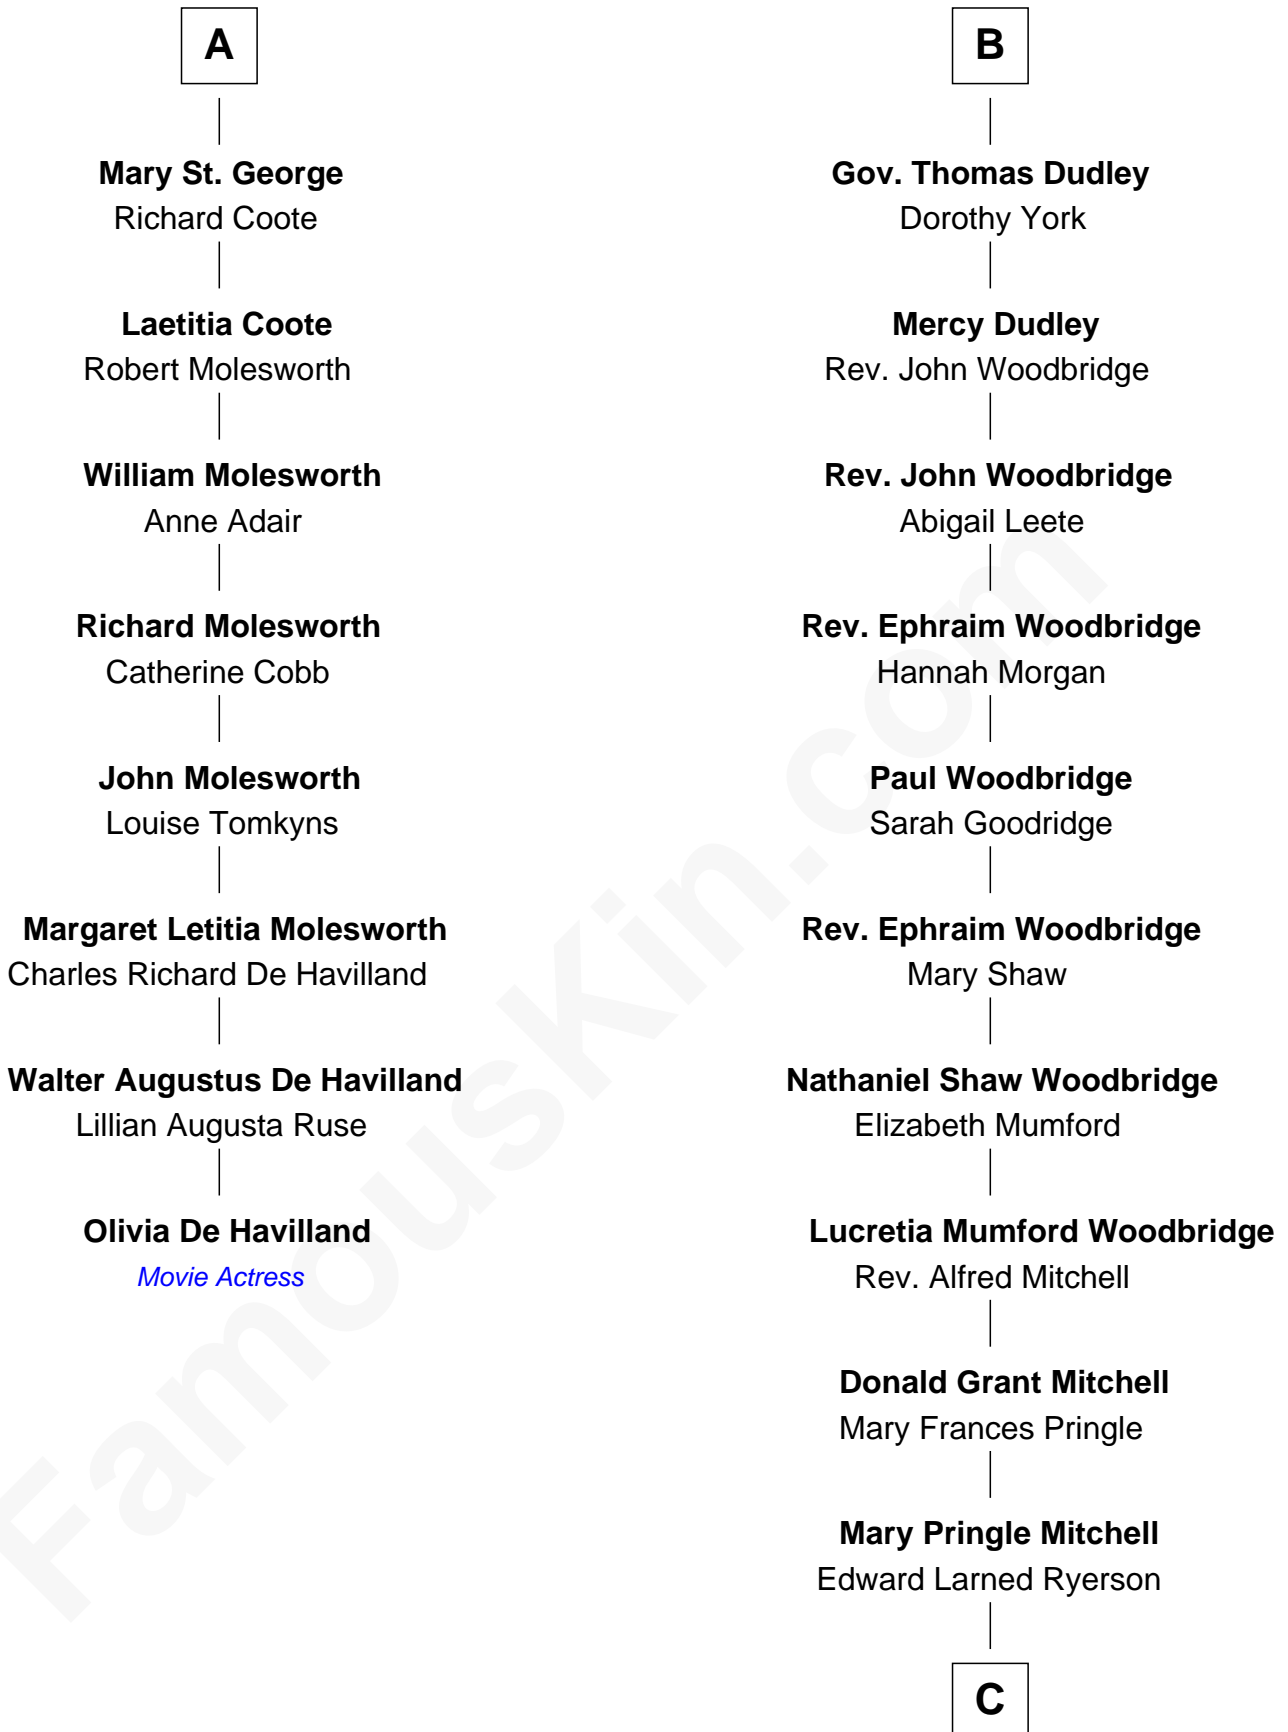 A
Mary St. George
Richard Coote
Laetitia Coote
Robert Molesworth
William Molesworth
Anne Adair
Richard Molesworth
Catherine Cobb
John Molesworth
Louise Tomkyns
Margaret Letitia Molesworth
Charles Richard De Havilland
Walter Augustus De Havilland
Lillian Augusta Ruse
Olivia De Havilland
Movie Actress
B
Gov. Thomas Dudley
Dorothy York
Mercy Dudley
Rev. John Woodbridge
Rev. John Woodbridge
Abigail Leete
Rev. Ephraim Woodbridge
Hannah Morgan
Paul Woodbridge
Sarah Goodridge
Rev. Ephraim Woodbridge
Mary Shaw
Nathaniel Shaw Woodbridge
Elizabeth Mumford
Lucretia Mumford Woodbridge
Rev. Alfred Mitchell
Donald Grant Mitchell
Mary Frances Pringle
Mary Pringle Mitchell
Edward Larned Ryerson
C
FamousKin.com